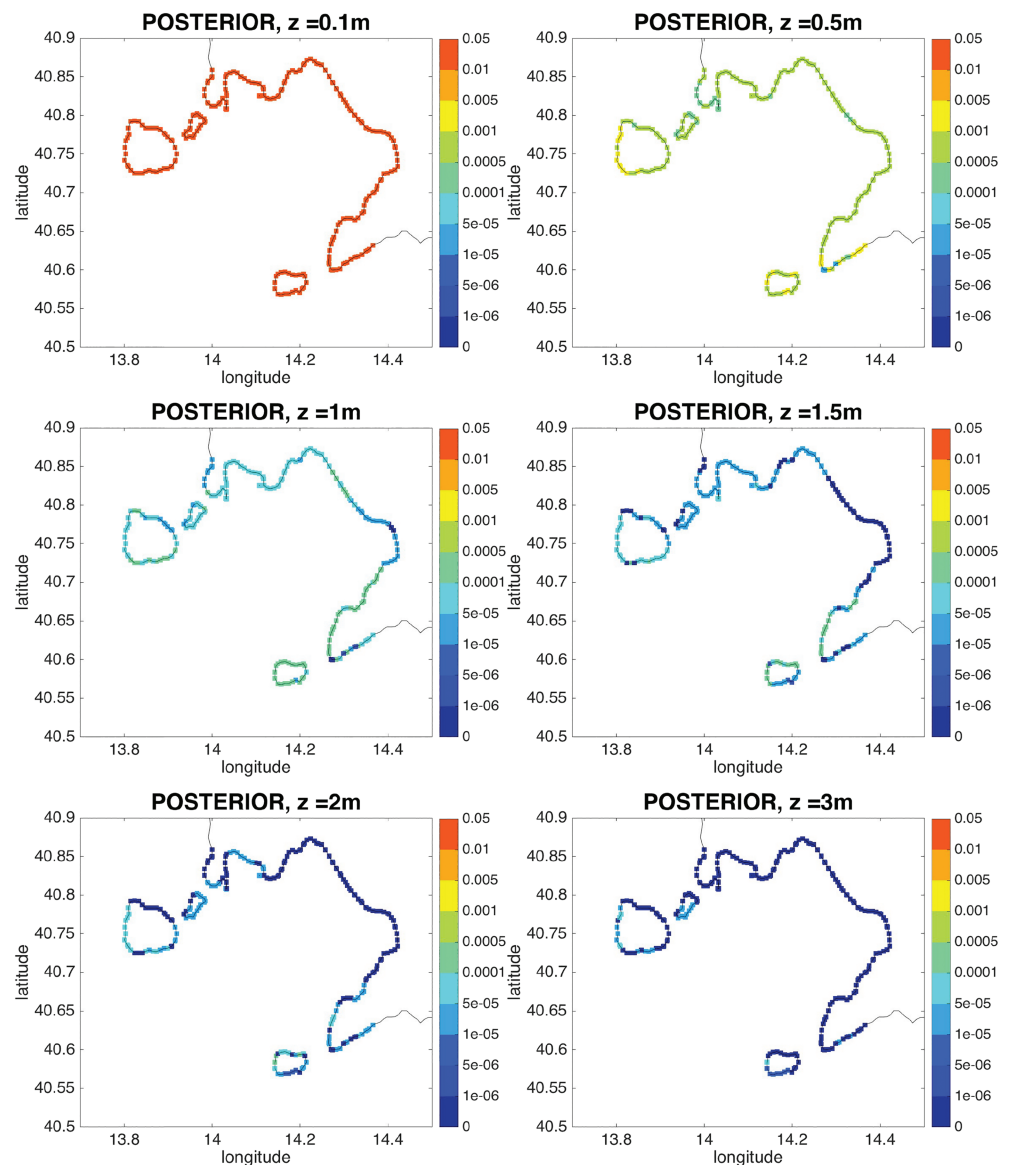 POSTERIOR, z =0.1m
40.9
40.85
40.8
40.75
40.7
40.65
40.6
40.55
40.5
latitude
13.8 14 14.2 14.4
longitude
0.05
0.01
0.005
0.001
0.0005
0.0001
5e-05
1e-05
5e-06
1e-06
0
POSTERIOR, z =0.5m
40.9
40.85
40.8
40.75
40.7
40.65
40.6
40.55
40.5
latitude
13.8 14 14.2 14.4
longitude
0.05
0.01
0.005
0.001
0.0005
0.0001
5e-05
1e-05
5e-06
1e-06
0
POSTERIOR, z =1m
40.9
40.85
40.8
40.75
40.7
40.65
40.6
40.55
40.5
latitude
13.8 14 14.2 14.4
longitude
0.05
0.01
0.005
0.001
0.0005
0.0001
5e-05
1e-05
5e-06
1e-06
0
POSTERIOR, z =1.5m
40.9
40.85
40.8
40.75
40.7
40.65
40.6
40.55
40.5
latitude
13.8 14 14.2 14.4
longitude
0.05
0.01
0.005
0.001
0.0005
0.0001
5e-05
1e-05
5e-06
1e-06
0
POSTERIOR, z =2m
40.9
40.85
40.8
40.75
40.7
40.65
40.6
40.55
40.5
latitude
13.8 14 14.2 14.4
longitude
0.05
0.01
0.005
0.001
0.0005
0.0001
5e-05
1e-05
5e-06
1e-06
0
POSTERIOR, z =3m
40.9
40.85
40.8
40.75
40.7
40.65
40.6
40.55
40.5
latitude
13.8 14 14.2 14.4
longitude
0.05
0.01
0.005
0.001
0.0005
0.0001
5e-05
1e-05
5e-06
1e-06
0